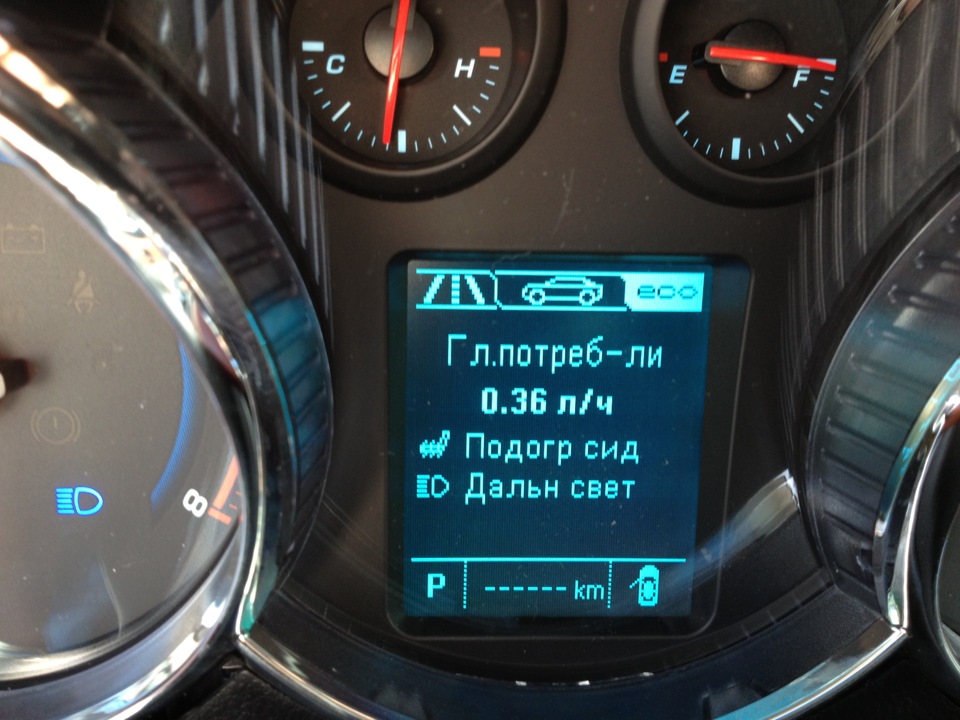 C H
E F
eco
Гл.потреб-ли
0.36 л/ч
Подогр сид
Дальн свет
8
P ------ km